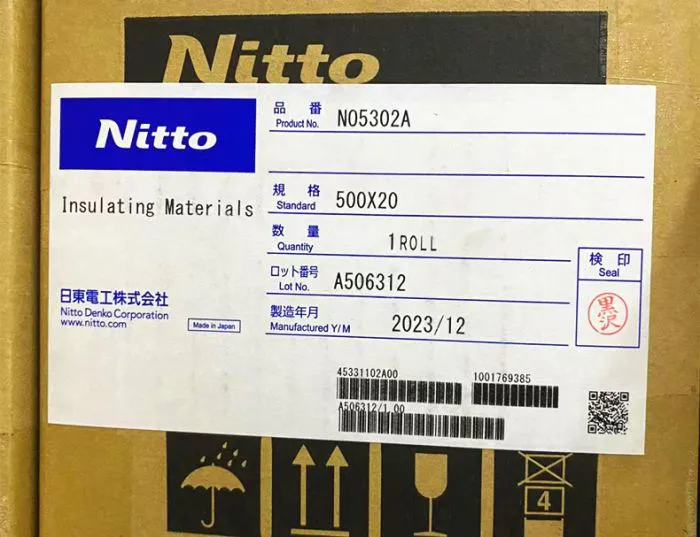 Nitto
Nitto
品番 NO5302A
Product No.
Insulating Materials
規格 500X20
Standard
数量 1ROLL
Quantity
ロット番号 A506312
Lot No.
製造年月 2023/12
Manufactured Y/M
検印
Seal
黒沢
日東電工株式会社
Nitto Denko Corporation
www.nitto.com
Made in Japan
45331102A00 1001769385
A506312/1.00
4